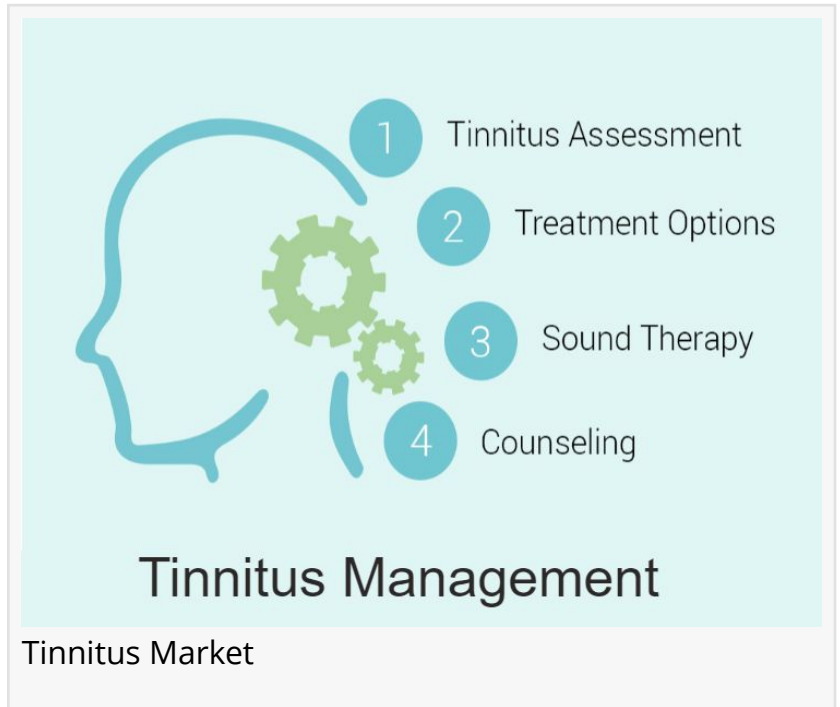 1 Tinnitus Assessment
2 Treatment Options
3 Sound Therapy
4 Counseling
Tinnitus Management
Tinnitus Market